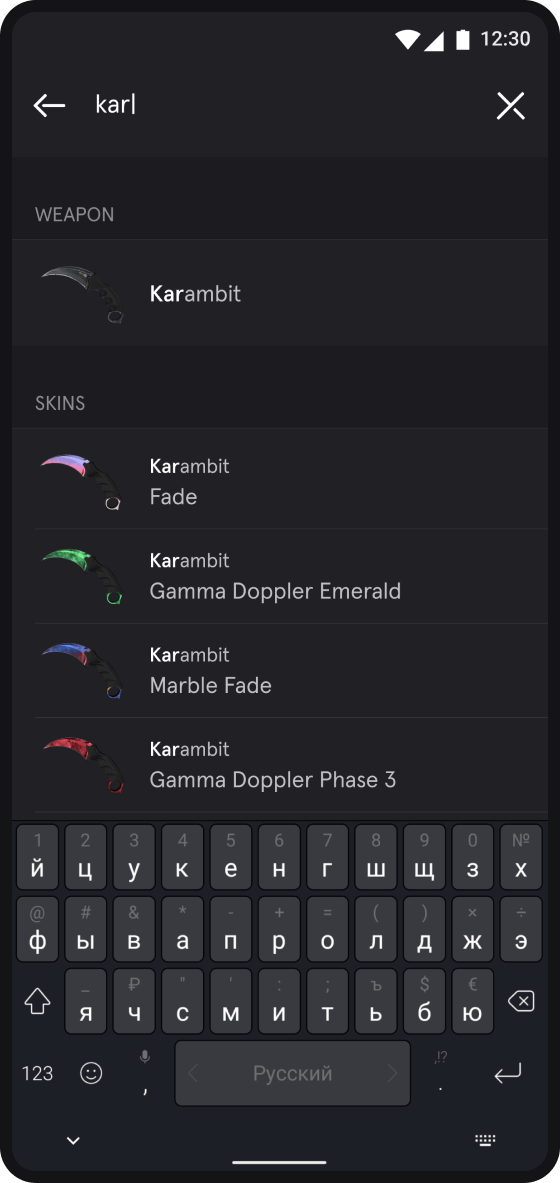 12:30
karl
WEAPON
Karambit
SKINS
Karambit
Fade
Karambit
Gamma Doppler Emerald
Karambit
Marble Fade
Karambit
Gamma Doppler Phase 3
1 2 3 4 5 6 7 8 9 0 №
й ц у к е н г ш щ з х
@ # & * - + = ( ) × ÷
ф ы в а п р о л д ж э
_ ₽ " ' : ; ъ $ €
я ч с м и т ь б ю
,!?
123 , Русский .